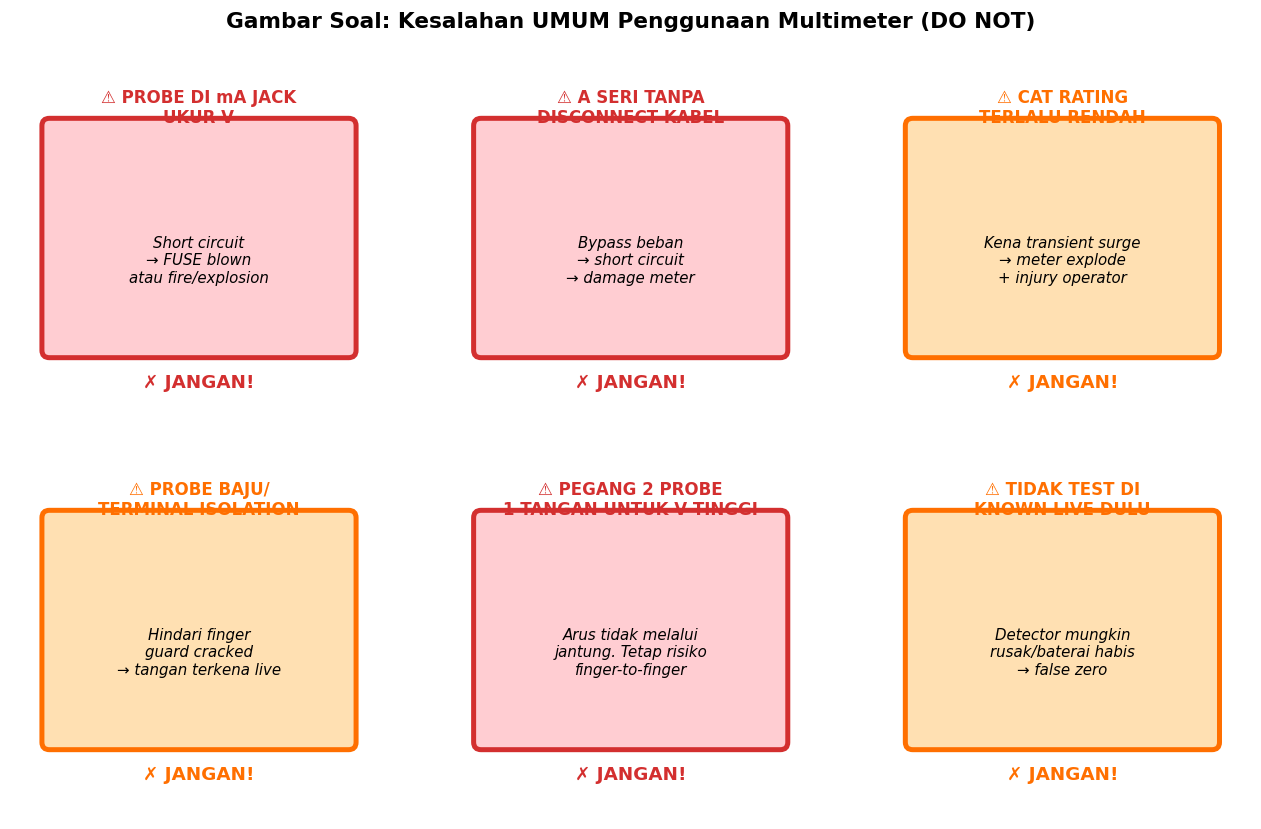 Gambar Soal: Kesalahan UMUM Penggunaan Multimeter (DO NOT)
⚠ PROBE DI mA JACK
UKUR V
Short circuit
→ FUSE blown
atau fire/explosion
✗ JANGAN!
⚠ A SERI TANPA
DISCONNECT KABEL
Bypass beban
→ short circuit
→ damage meter
✗ JANGAN!
⚠ CAT RATING
TERLALU RENDAH
Kena transient surge
→ meter explode
+ injury operator
✗ JANGAN!
⚠ PROBE BAJU/
TERMINAL ISOLATION
Hindari finger
guard cracked
→ tangan terkena live
✗ JANGAN!
⚠ PEGANG 2 PROBE
1 TANGAN UNTUK V TINGGI
Arus tidak melalui
jantung. Tetap risiko
finger-to-finger
✗ JANGAN!
⚠ TIDAK TEST DI
KNOWN LIVE DULU
Detector mungkin
rusak/baterai habis
→ false zero
✗ JANGAN!